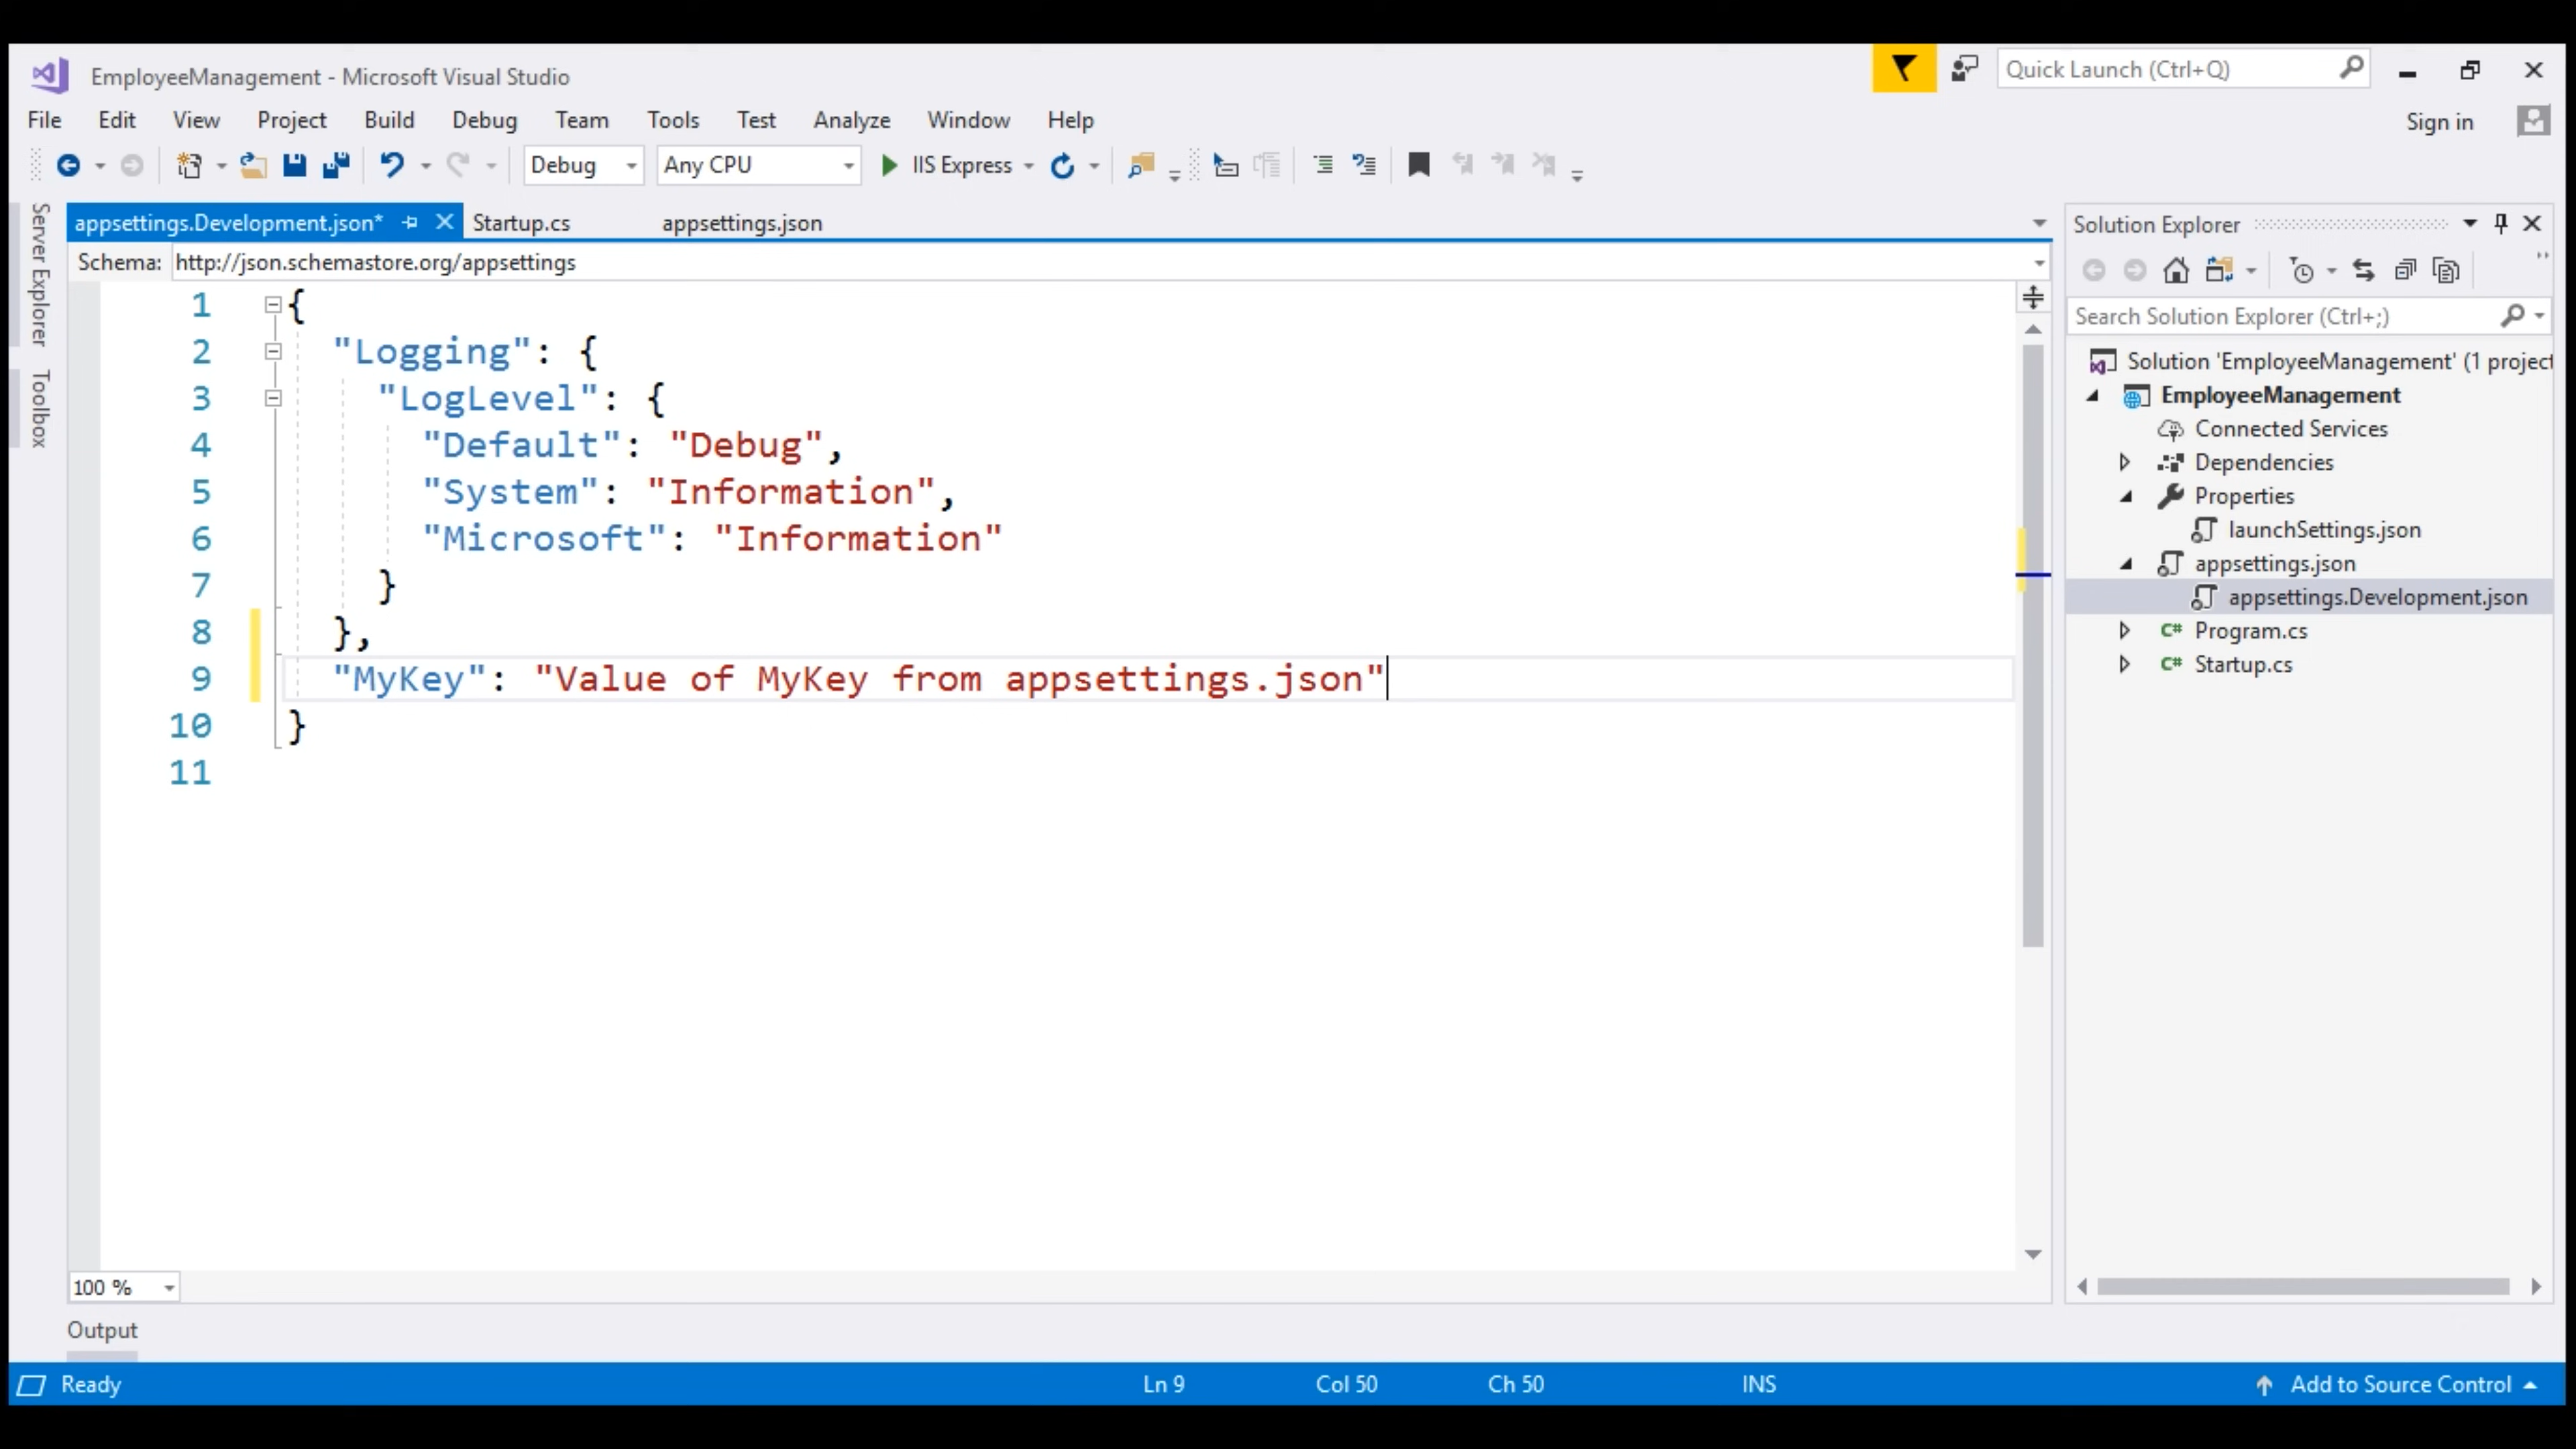 EmployeeManagement - Microsoft Visual Studio
Quick Launch (Ctrl+Q)
File Edit View Project Build Debug Team Tools Test Analyze Window Help
Sign in
Debug Any CPU IIS Express
Server Explorer
Toolbox
appsettings.Development.json* Startup.cs appsettings.json
Schema: http://json.schemastore.org/appsettings
1 {
2 "Logging": {
3 "LogLevel": {
4 "Default": "Debug",
5 "System": "Information",
6 "Microsoft": "Information"
7 }
8 },
9 "MyKey": "Value of MyKey from appsettings.json"
10 }
11
100 %
Output
Solution Explorer
Search Solution Explorer (Ctrl+;)
Solution 'EmployeeManagement' (1 project
EmployeeManagement
Connected Services
Dependencies
Properties
launchSettings.json
appsettings.json
appsettings.Development.json
C# Program.cs
C# Startup.cs
Ready Ln 9 Col 50 Ch 50 INS Add to Source Control